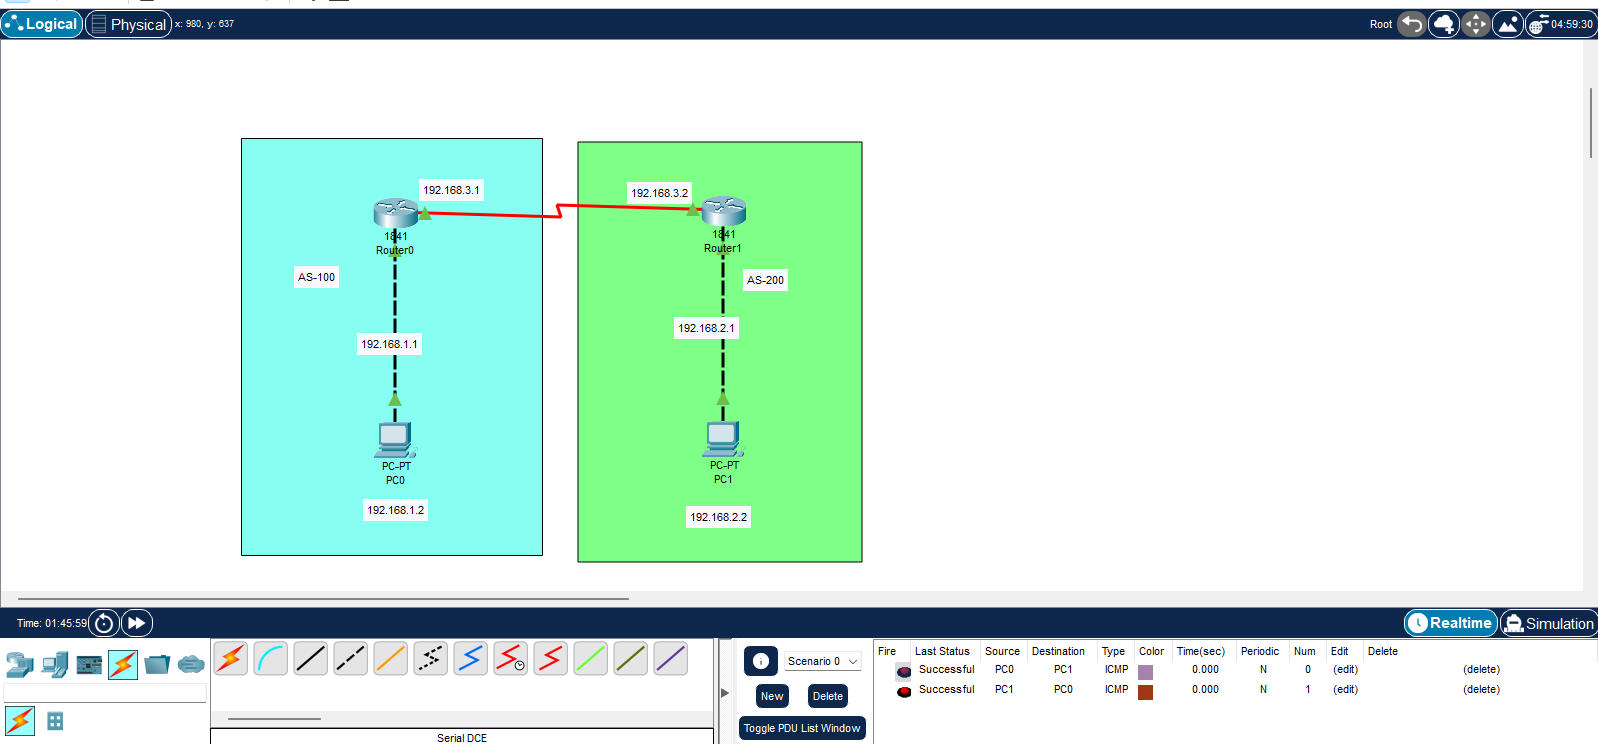 Logical Physical x: 980, y: 637 Root 04:59:30
192.168.3.1 192.168.3.2
1841 1841
Router0 Router1
AS-100 AS-200
192.168.1.1 192.168.2.1
PC-PT PC-PT
PC0 PC1
192.168.1.2 192.168.2.2
Time: 01:45:59 Realtime Simulation
Scenario 0
New Delete
Toggle PDU List Window
Fire Last Status Source Destination Type Color Time(sec) Periodic Num Edit Delete
Successful PC0 PC1 ICMP 0.000 N 0 (edit) (delete)
Successful PC1 PC0 ICMP 0.000 N 1 (edit) (delete)
Serial DCE